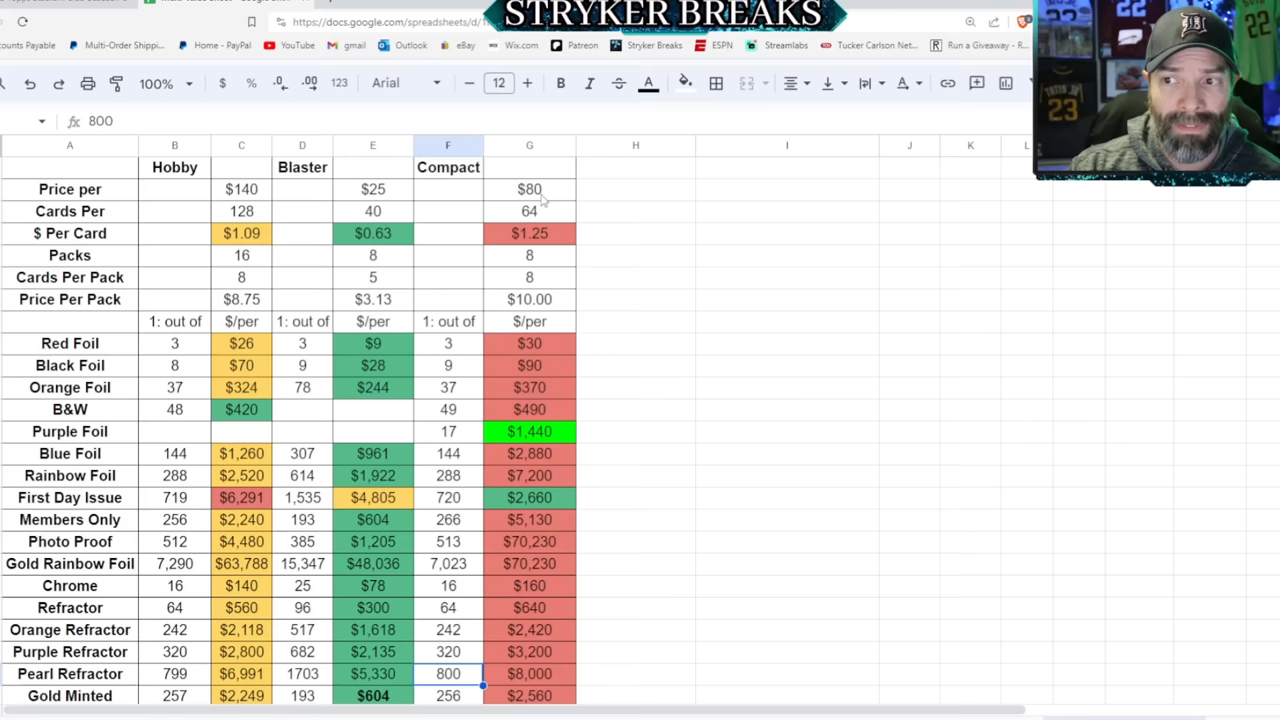 STRYKER BREAKS
https://docs.google.com/spreadsheets/d/1
counts Payable Multi-Order Shippi... Home - PayPal YouTube gmail Outlook eBay Wix.com Patreon Stryker Breaks ESPN Streamlabs Tucker Carlson Net... Run a Giveaway - R...
100% $ % .0 .00 123 Arial 12 B I A
fx 800
A B C D E F G H I J K L
Hobby Blaster Compact
Price per $140 $25 $80
Cards Per 128 40 64
$ Per Card $1.09 $0.63 $1.25
Packs 16 8 8
Cards Per Pack 8 5 8
Price Per Pack $8.75 $3.13 $10.00
1: out of $/per 1: out of $/per 1: out of $/per
Red Foil 3 $26 3 $9 3 $30
Black Foil 8 $70 9 $28 9 $90
Orange Foil 37 $324 78 $244 37 $370
B&W 48 $420 49 $490
Purple Foil 17 $1,440
Blue Foil 144 $1,260 307 $961 144 $2,880
Rainbow Foil 288 $2,520 614 $1,922 288 $7,200
First Day Issue 719 $6,291 1,535 $4,805 720 $2,660
Members Only 256 $2,240 193 $604 266 $5,130
Photo Proof 512 $4,480 385 $1,205 513 $70,230
Gold Rainbow Foil 7,290 $63,788 15,347 $48,036 7,023 $70,230
Chrome 16 $140 25 $78 16 $160
Refractor 64 $560 96 $300 64 $640
Orange Refractor 242 $2,118 517 $1,618 242 $2,420
Purple Refractor 320 $2,800 682 $2,135 320 $3,200
Pearl Refractor 799 $6,991 1703 $5,330 800 $8,000
Gold Minted 257 $2,249 193 $604 256 $2,560
22
22
23